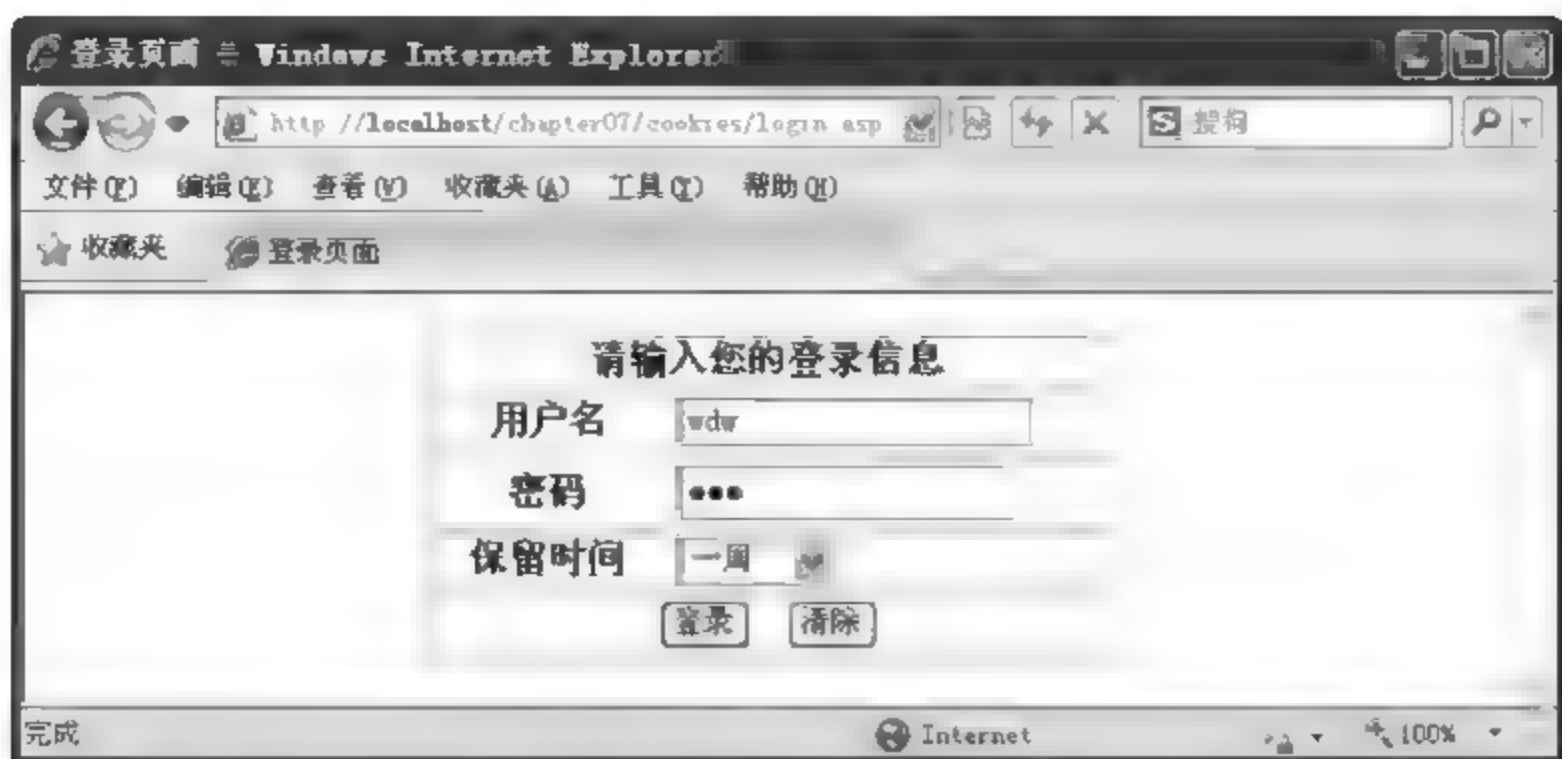 登录页面 - Windows Internet Explorer
http://localhost/chapter07/cookies/login.asp
搜狗
文件(F) 编辑(E) 查看(V) 收藏夹(A) 工具(T) 帮助(H)
收藏夹 登录页面
请输入您的登录信息
用户名 wdw
密码 ●●●
保留时间 一周
登录 清除
完成 Internet 100%